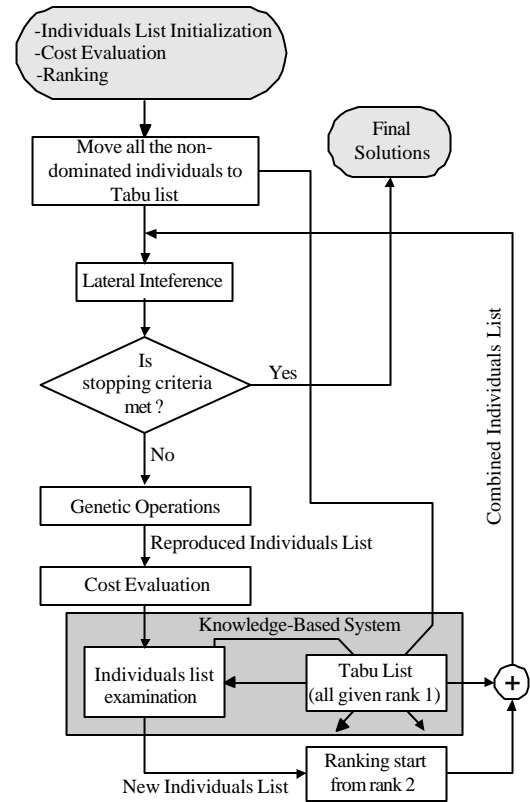 -Individuals List Initialization
-Cost Evaluation
-Ranking
Move all the non-
dominated individuals to
Tabu list
Final
Solutions
Lateral Inteference
Is
stopping criteria
met ?
Yes
No
Combined Individuals List
Genetic Operations
Reproduced Individuals List
Cost Evaluation
Knowledge-Based System
Individuals list
examination
Tabu List
(all given rank 1)
+
New Individuals List
Ranking start
from rank 2